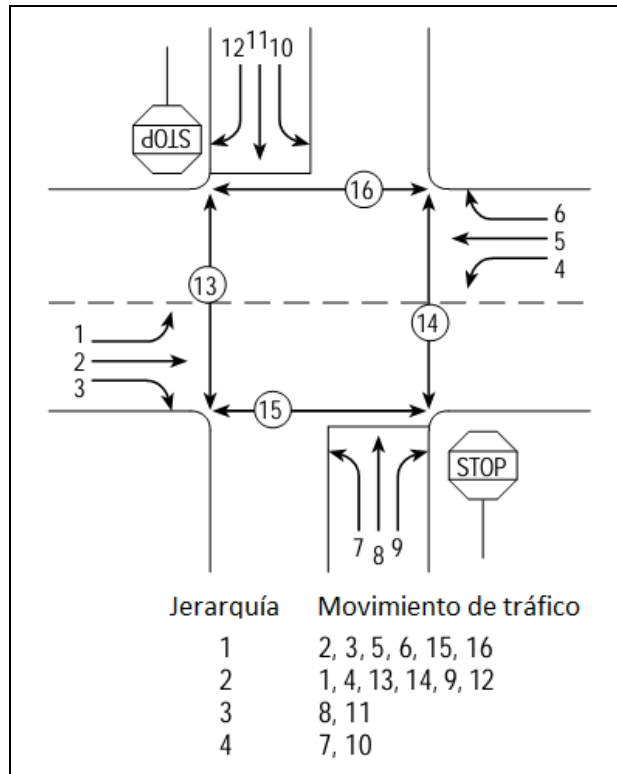 12 11 10
STOP
16
6
5
4
13
14
1
2
3
15
STOP
7 8 9
Jerarquía Movimiento de tráfico
1 2, 3, 5, 6, 15, 16
2 1, 4, 13, 14, 9, 12
3 8, 11
4 7, 10